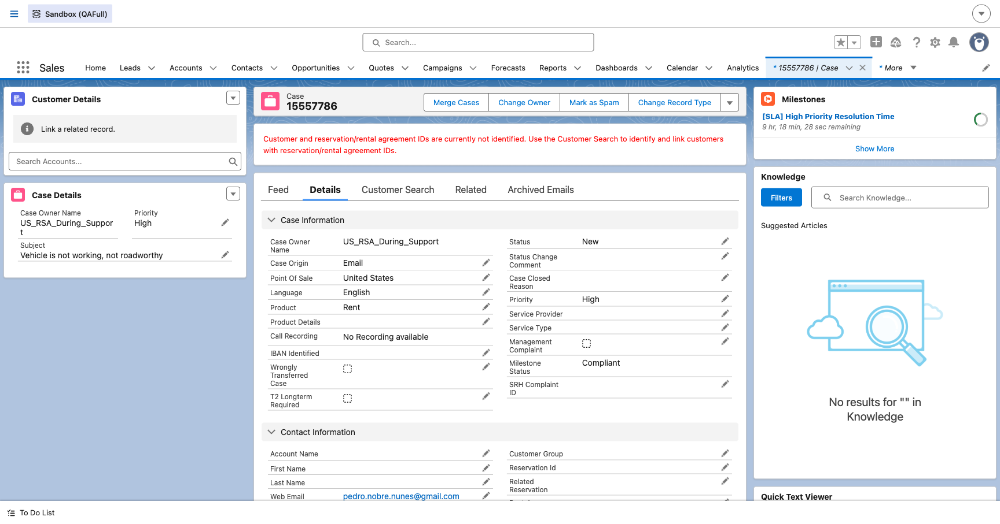 Sandbox (QAFull)
Search...
Sales
Home
Leads
Accounts
Contacts
Opportunities
Quotes
Campaigns
Forecasts
Reports
Dashboards
Calendar
Analytics
* 15557786 | Case
* More
Customer Details
Link a related record.
Search Accounts...
Case Details
Case Owner Name
US_RSA_During_Suppor
t
Priority
High
Subject
Vehicle is not working, not roadworthy
Case
15557786
Merge Cases
Change Owner
Mark as Spam
Change Record Type
Customer and reservation/rental agreement IDs are currently not identified. Use the Customer Search to identify and link customers
with reservation/rental agreement IDs.
Feed
Details
Customer Search
Related
Archived Emails
Case Information
Case Owner
Name
US_RSA_During_Support
Case Origin
Email
Point Of Sale
United States
Language
English
Product
Rent
Product Details
Call Recording
No Recording available
IBAN Identified
Wrongly
Transferred
Case
T2 Longterm
Required
Status
New
Status Change
Comment
Case Closed
Reason
Priority
High
Service Provider
Service Type
Management
Complaint
Milestone
Status
Compliant
SRH Complaint
ID
Contact Information
Account Name
First Name
Last Name
Web Email
pedro.nobre.nunes@gmail.com
Customer Group
Reservation Id
Related
Reservation
Milestones
[SLA] High Priority Resolution Time
9 hr, 18 min, 28 sec remaining
Show More
Knowledge
Filters
Search Knowledge...
Suggested Articles
No results for "" in
Knowledge
Quick Text Viewer
To Do List